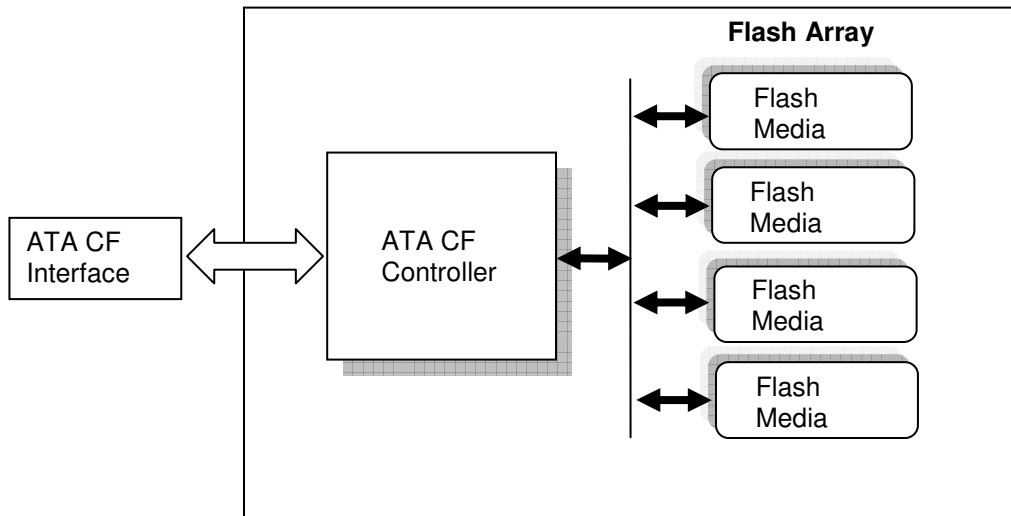 Flash Array
Flash
Media
Flash
Media
ATA CF
Interface
ATA CF
Controller
Flash
Media
Flash
Media